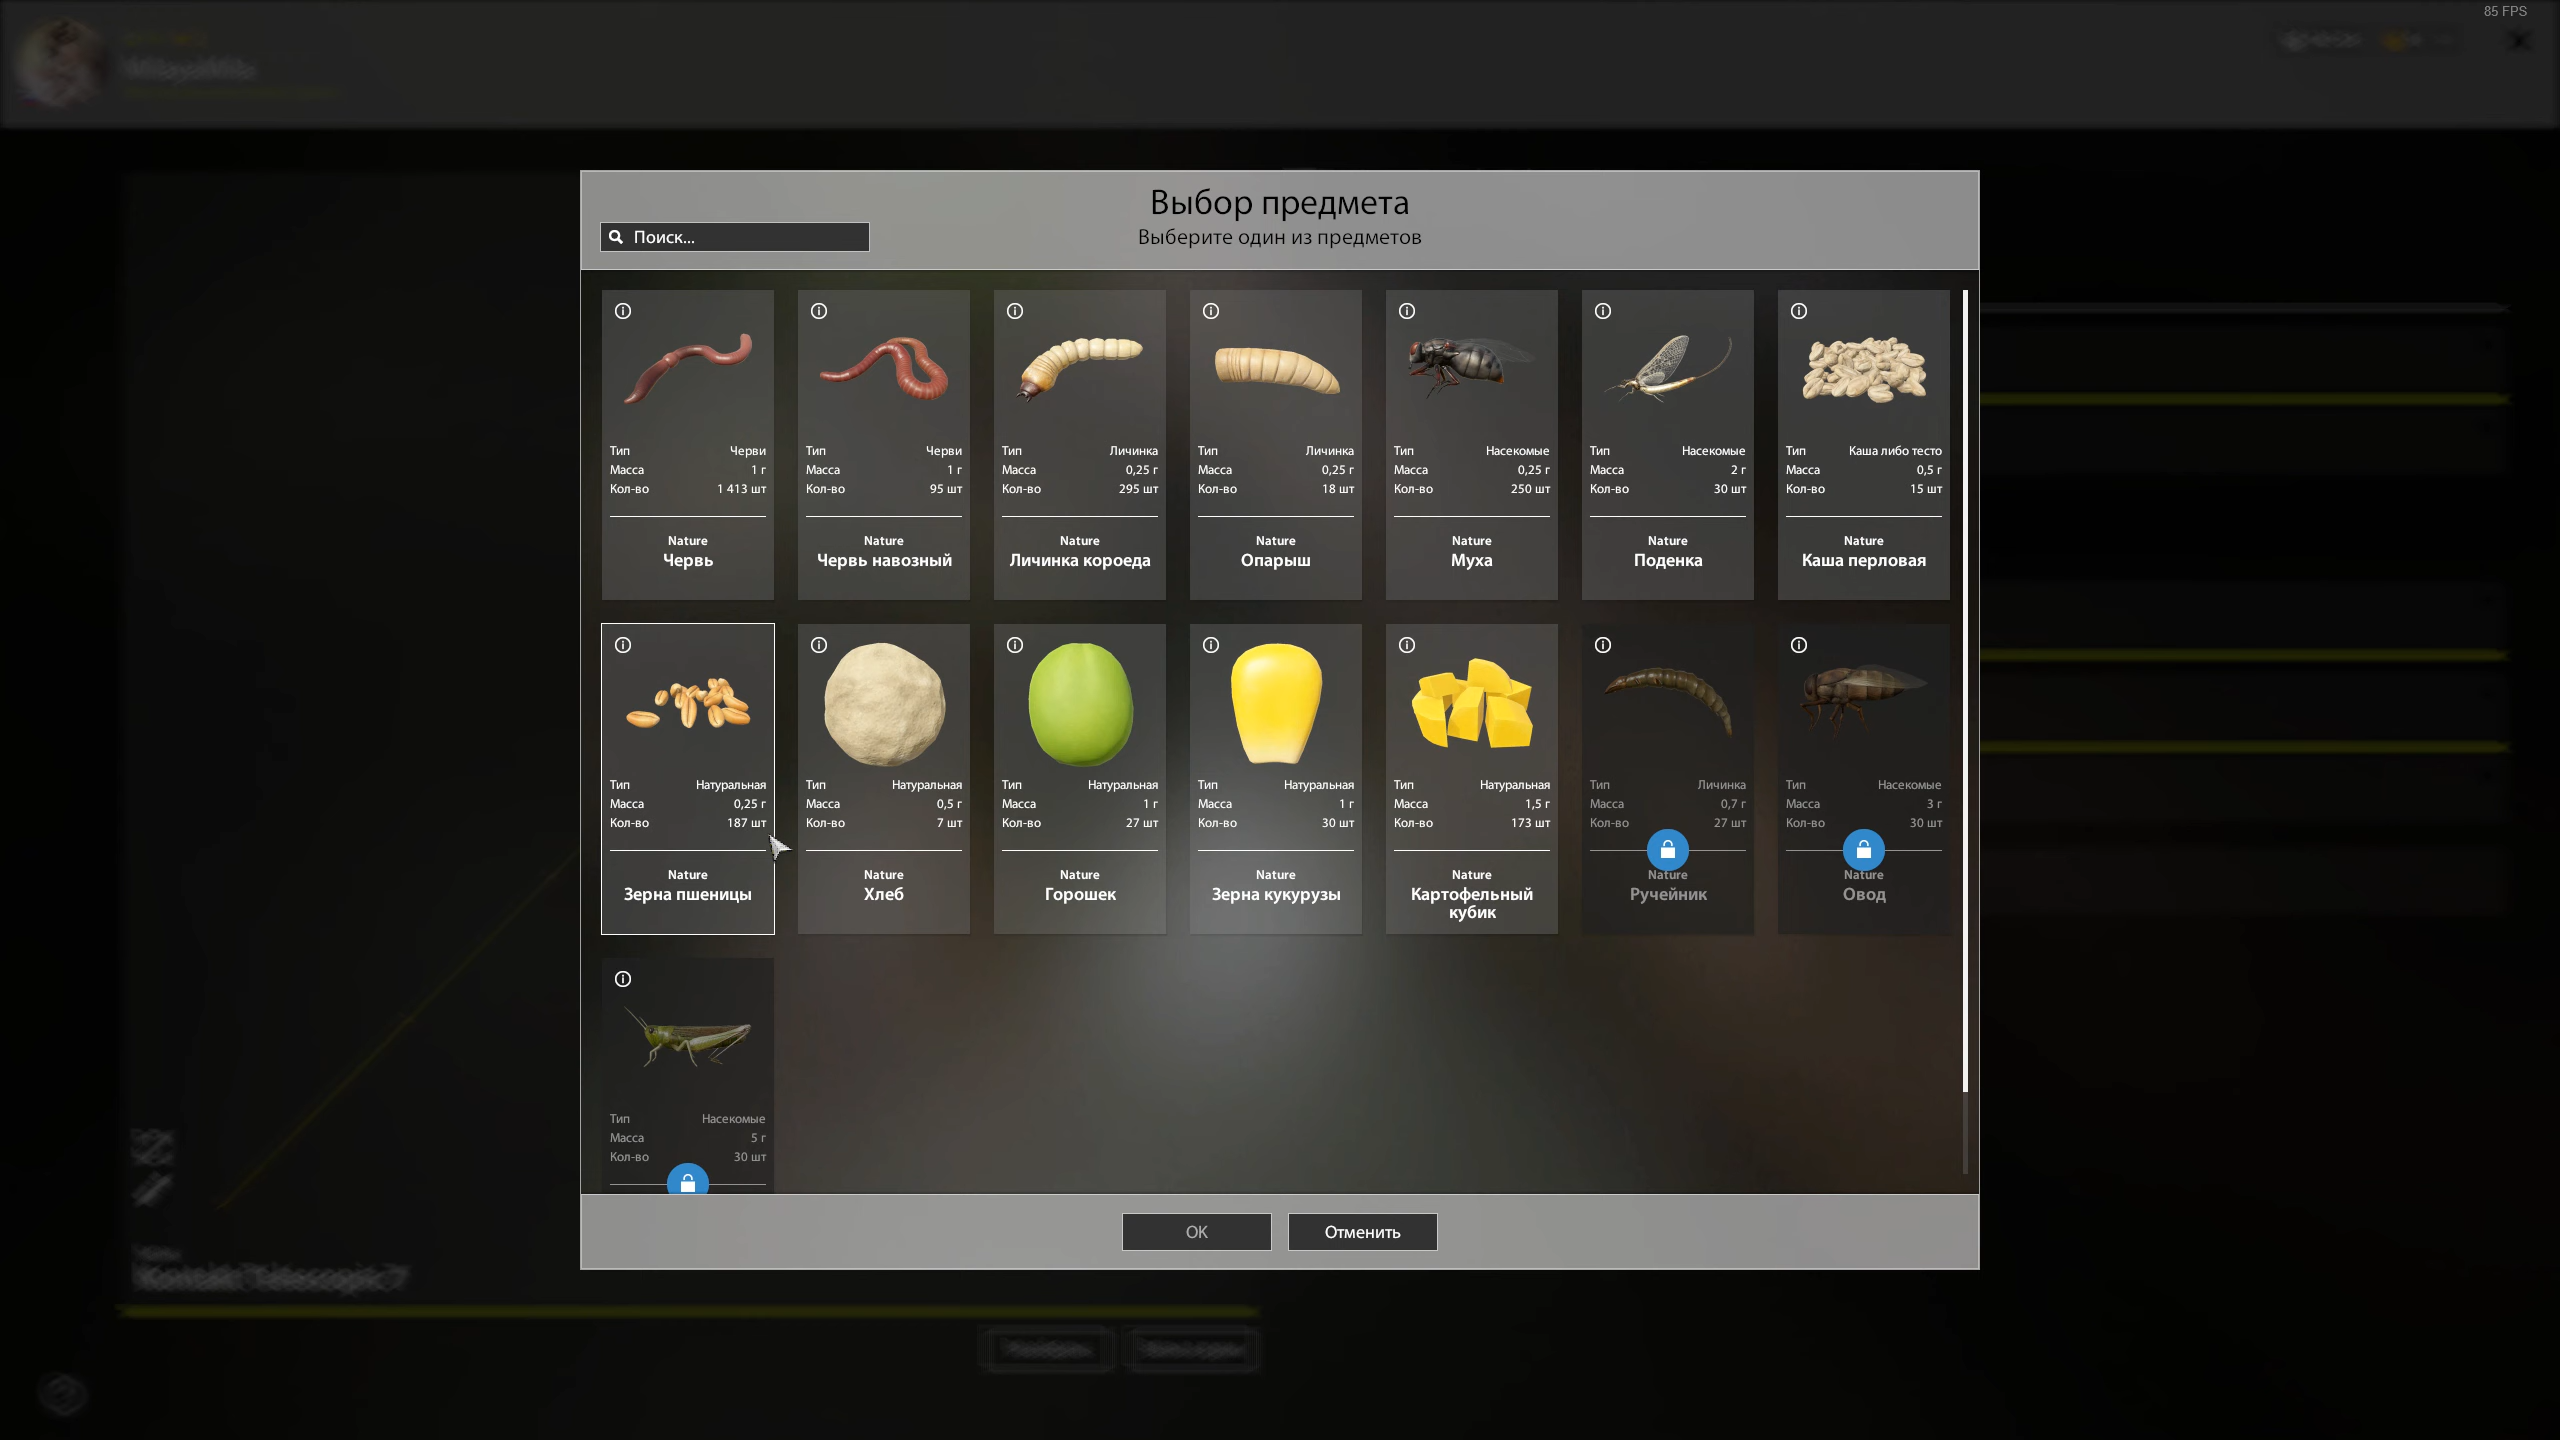 85 FPS
Выбор предмета
Выберите один из предметов
Поиск...
Тип Черви
Масса 1 г
Кол-во 1 413 шт
Nature
Червь
Тип Черви
Масса 1 г
Кол-во 95 шт
Nature
Червь навозный
Тип Личинка
Масса 0,25 г
Кол-во 295 шт
Nature
Личинка короеда
Тип Личинка
Масса 0,25 г
Кол-во 18 шт
Nature
Опарыш
Тип Насекомые
Масса 0,25 г
Кол-во 250 шт
Nature
Муха
Тип Насекомые
Масса 2 г
Кол-во 30 шт
Nature
Поденка
Тип Каша либо тесто
Масса 0,5 г
Кол-во 15 шт
Nature
Каша перловая
Тип Натуральная
Масса 0,25 г
Кол-во 187 шт
Nature
Зерна пшеницы
Тип Натуральная
Масса 0,5 г
Кол-во 7 шт
Nature
Хлеб
Тип Натуральная
Масса 1 г
Кол-во 27 шт
Nature
Горошек
Тип Натуральная
Масса 1 г
Кол-во 30 шт
Nature
Зерна кукурузы
Тип Натуральная
Масса 1,5 г
Кол-во 173 шт
Nature
Картофельный
кубик
Тип Личинка
Масса 0,7 г
Кол-во 27 шт
Nature
Ручейник
Тип Насекомые
Масса 3 г
Кол-во 30 шт
Nature
Овод
Тип Насекомые
Масса 5 г
Кол-во 30 шт
OK
Отменить